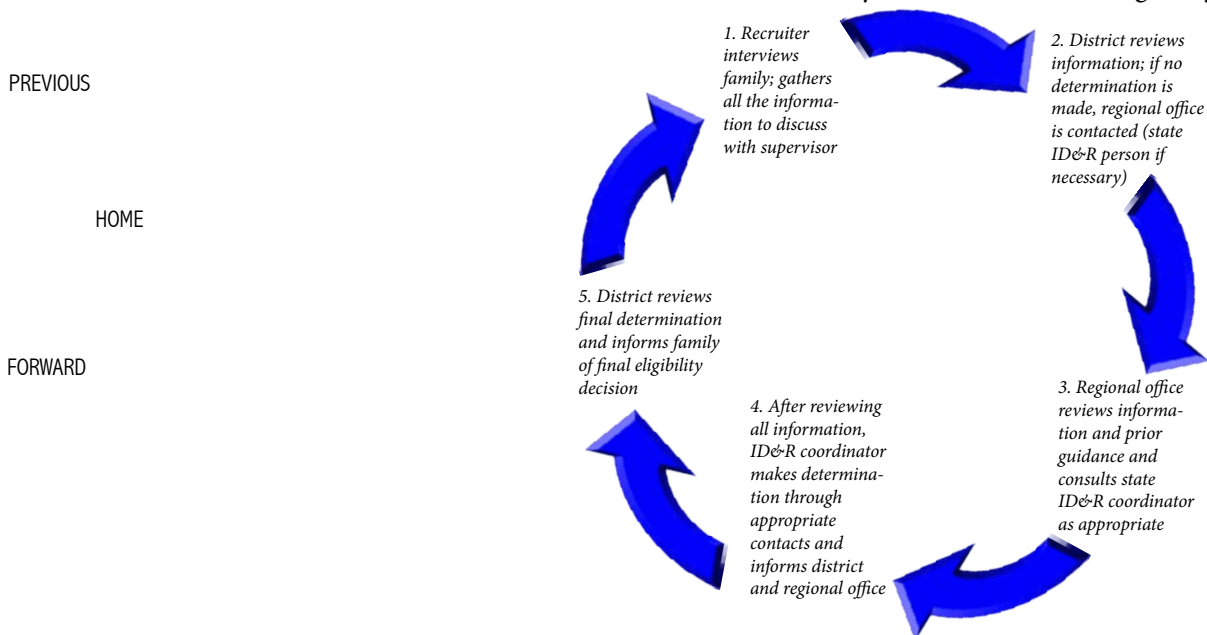 PREVIOUS
HOME
FORWARD
1. Recruiter
interviews
family; gathers
all the informa-
tion to discuss
with supervisor
2. District reviews
information; if no
determination is
made, regional office
is contacted (state
ID&R person if
necessary)
3. Regional office
reviews informa-
tion and prior
guidance and
consults state
ID&R coordinator
as appropriate
4. After reviewing
all information,
ID&R coordinator
makes determina-
tion through
appropriate
contacts and
informs district
and regional office
5. District reviews
final determination
and informs family
of final eligibility
decision